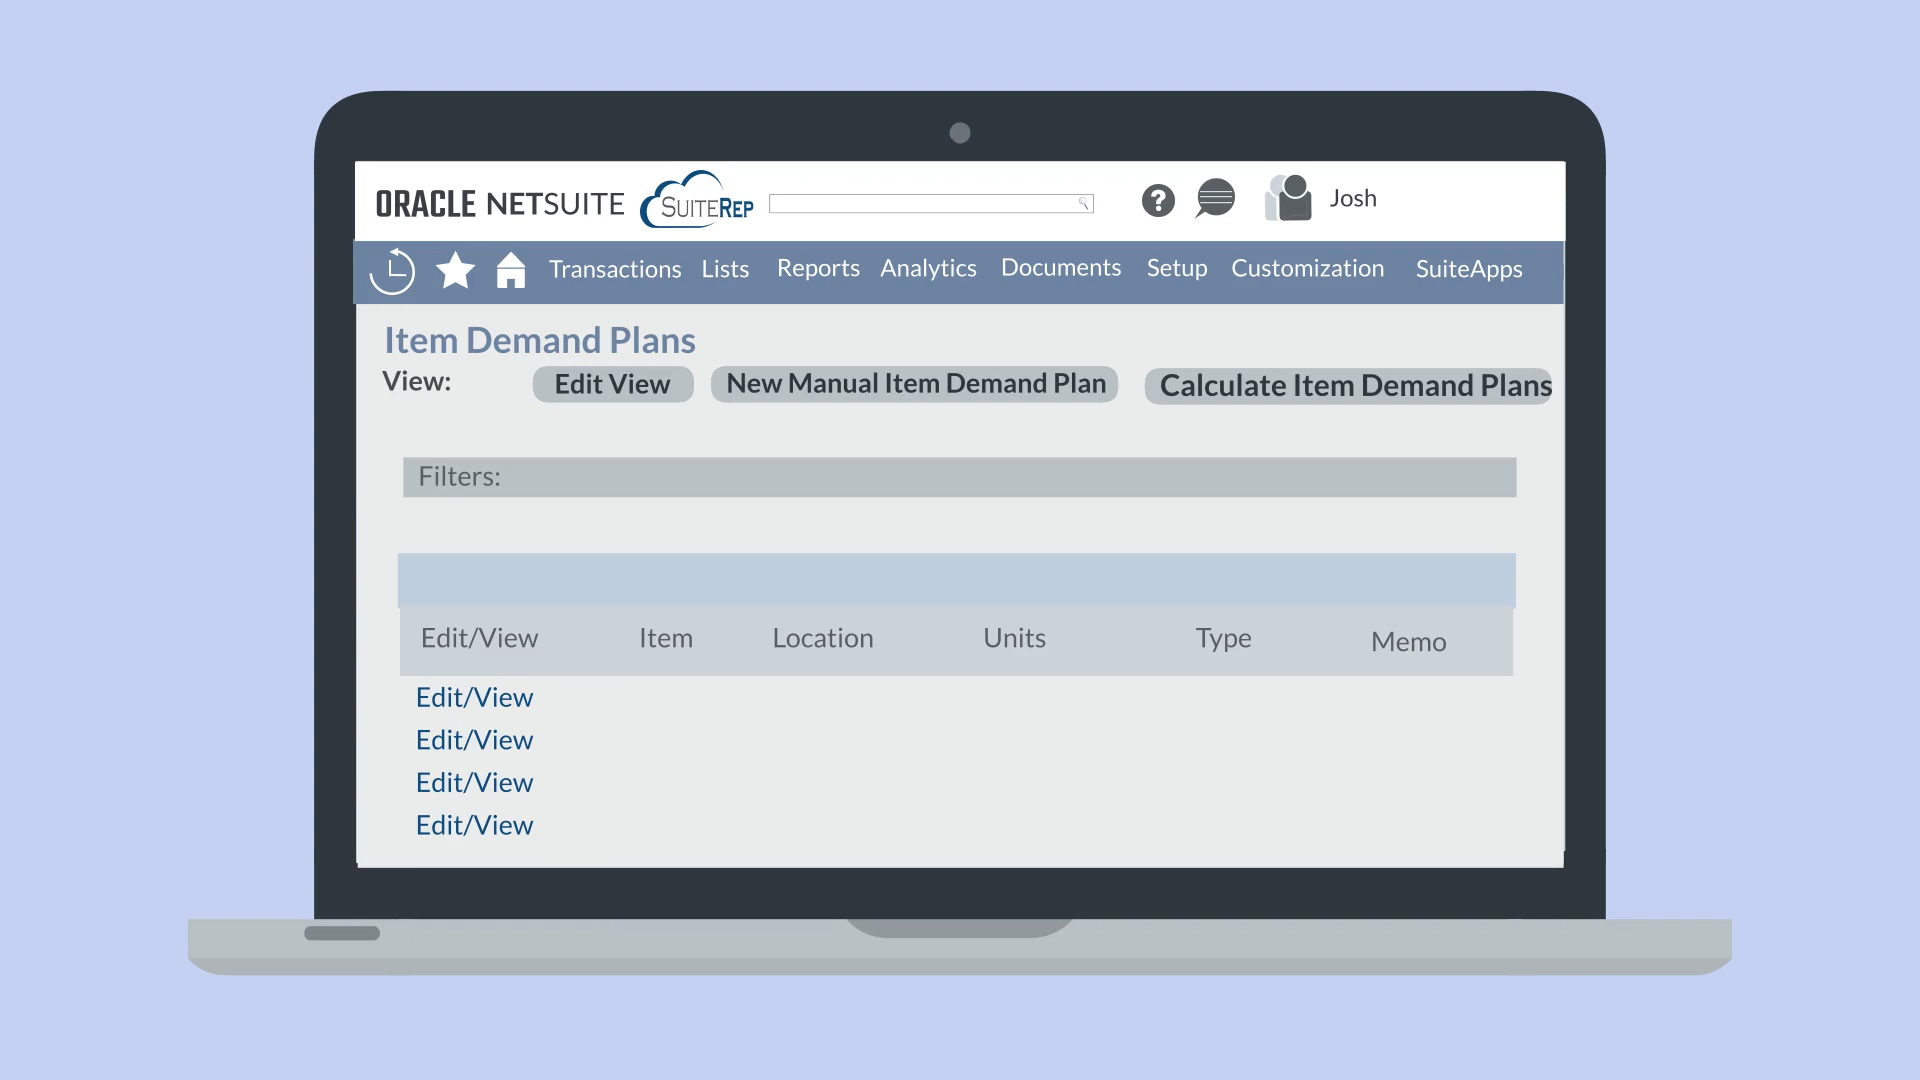 ORACLE NETSUITE SUITEREP ? Josh
Transactions Lists Reports Analytics Documents Setup Customization SuiteApps
Item Demand Plans
View: Edit View New Manual Item Demand Plan Calculate Item Demand Plans
Filters:
Edit/View Item Location Units Type Memo
Edit/View
Edit/View
Edit/View
Edit/View